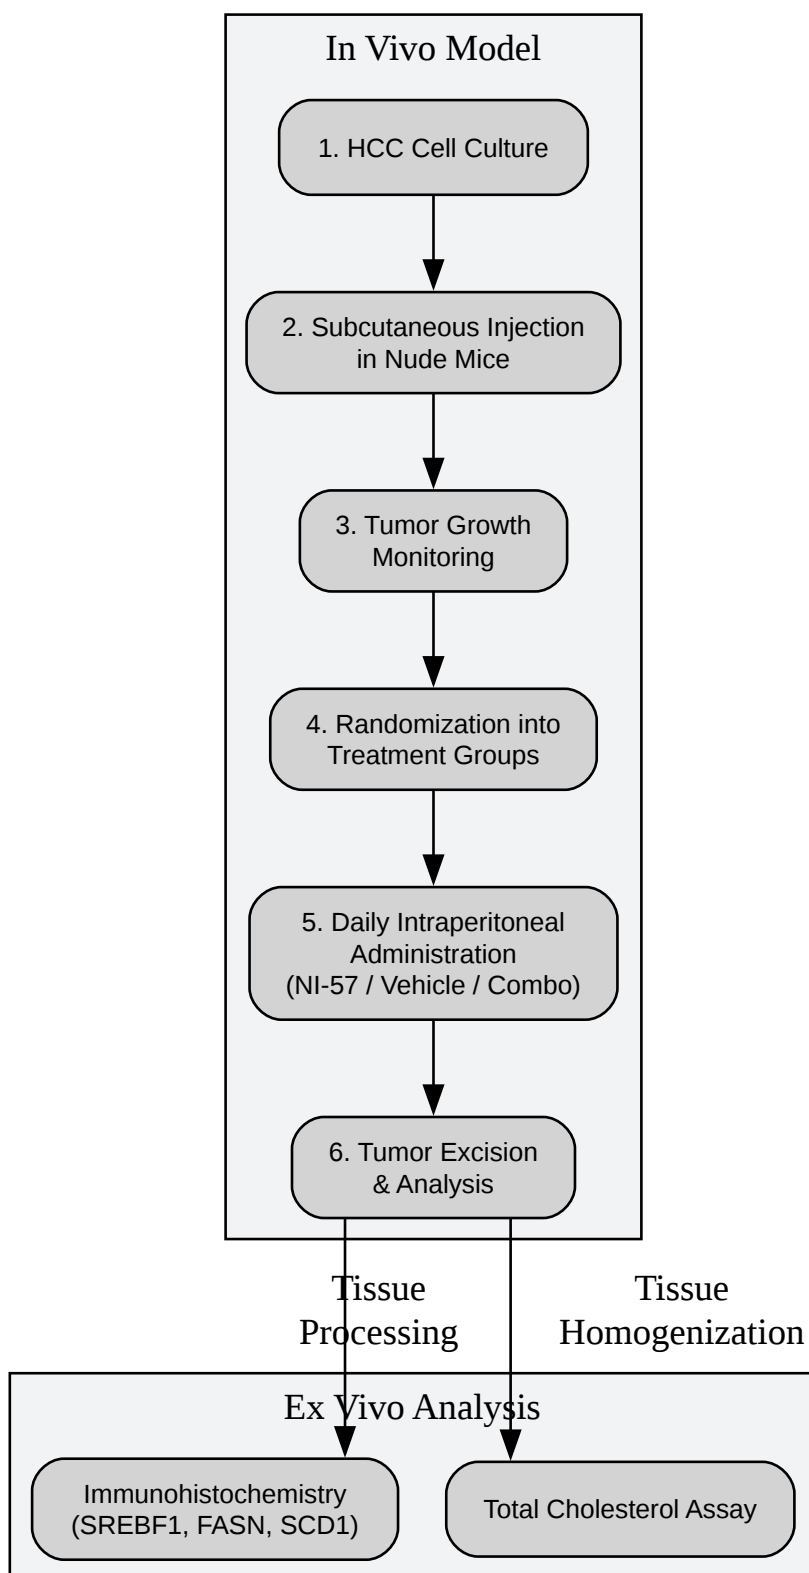 In Vivo Model
1. HCC Cell Culture
2. Subcutaneous Injection
in Nude Mice
3. Tumor Growth
Monitoring
4. Randomization into
Treatment Groups
5. Daily Intraperitoneal
Administration
(NI-57 / Vehicle / Combo)
6. Tumor Excision
& Analysis
Tissue
Processing
Tissue
Homogenization
Ex Vivo Analysis
Immunohistochemistry
(SREBF1, FASN, SCD1)
Total Cholesterol Assay